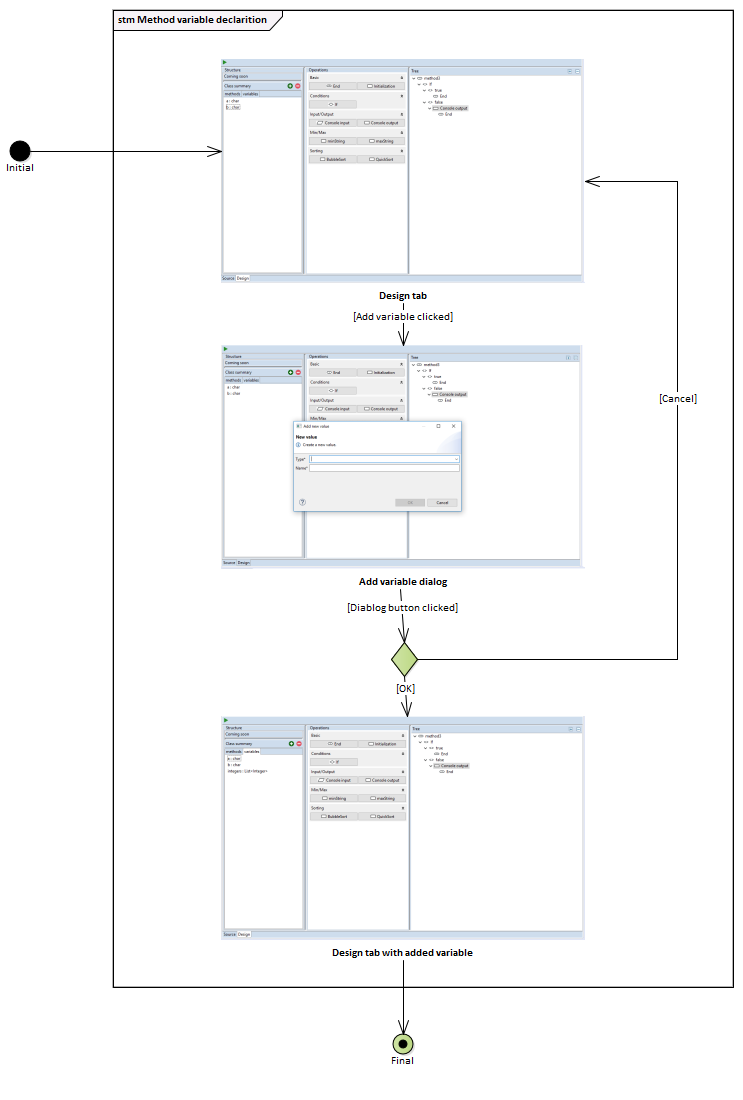 stm Method variable declarition
Initial
Structure
Coming soon
Class summary
methods variables
a : char
b : char
Operations
Basic
End Initialization
Conditions
If
Input/Output
Console input Console output
Min/Max
minString maxString
Sorting
BubbleSort QuickSort
Tree
method3
If
true
End
false
Console output
End
Source Design
Design tab
[Add variable clicked]
[Cancel]
Structure
Coming soon
Class summary
methods variables
a : char
b : char
Operations
Basic
End Initialization
Conditions
If
Input/Output
Console input Console output
Min/Max
Tree
method3
If
true
End
false
Console output
End
Add new value
New value
Create a new value
Type*
Name*
OK Cancel
Source Design
Add variable dialog
[Diablog button clicked]
[OK]
Structure
Coming soon
Class summary
methods variables
a : char
b : char
integers : List<Integer>
Operations
Basic
End Initialization
Conditions
If
Input/Output
Console input Console output
Min/Max
minString maxString
Sorting
BubbleSort QuickSort
Tree
method3
If
true
End
false
Console output
End
Source Design
Design tab with added variable
Final